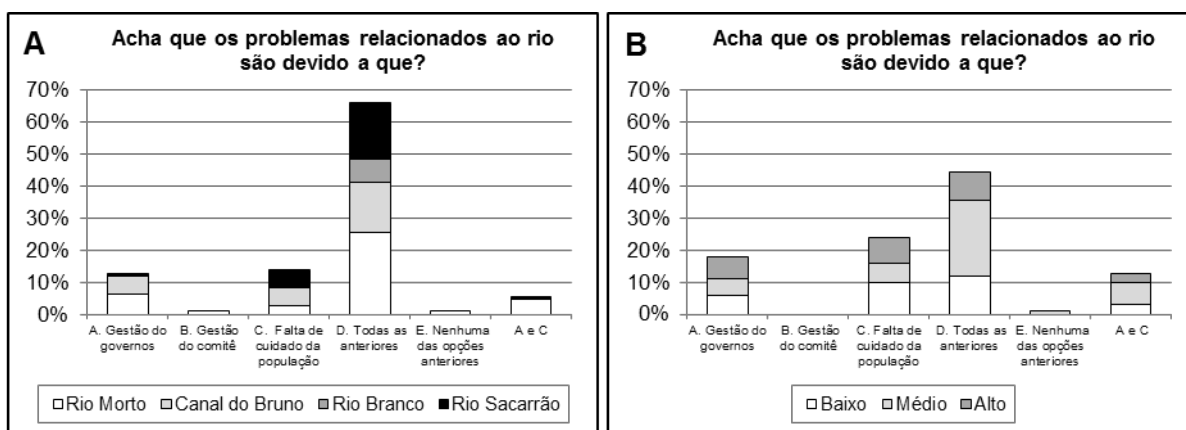 A
Acha que os problemas relacionados ao rio
são devido a que?
70%
60%
50%
40%
30%
20%
10%
0%
A. Gestão do
governos
B. Gestão
do comitê
C. Falta de
cuidado da
população
D. Todas as
anteriores
E. Nenhuma
das opções
anteriores
A e C
Rio Morto
Canal do Bruno
Rio Branco
Rio Sacarrão
B
Acha que os problemas relacionados ao rio
são devido a que?
70%
60%
50%
40%
30%
20%
10%
0%
A. Gestão do
governos
B. Gestão
do comitê
C. Falta de
cuidado da
população
D. Todas as
anteriores
E. Nenhuma
das opções
anteriores
A e C
Baixo
Médio
Alto